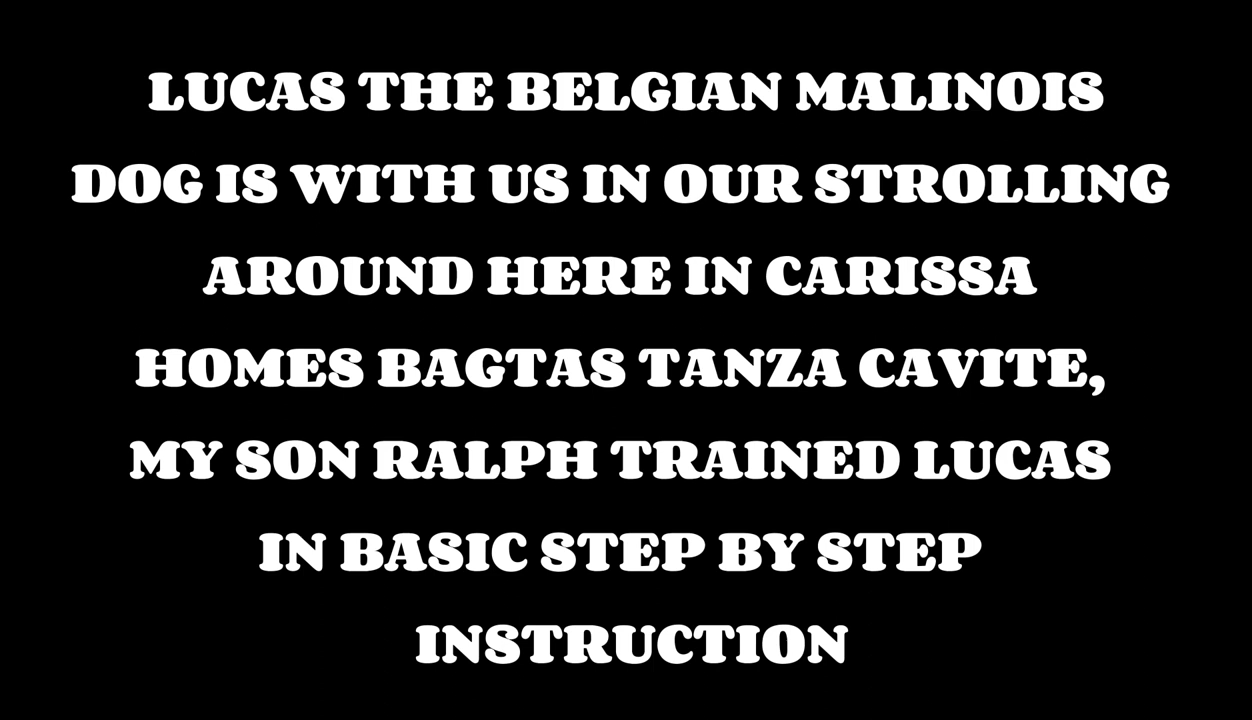 LUCAS THE BELGIAN MALINOIS
DOG IS WITH US IN OUR STROLLING
AROUND HERE IN CARISSA
HOMES BAGTAS TANZA CAVITE,
MY SON RALPH TRAINED LUCAS
IN BASIC STEP BY STEP
INSTRUCTION